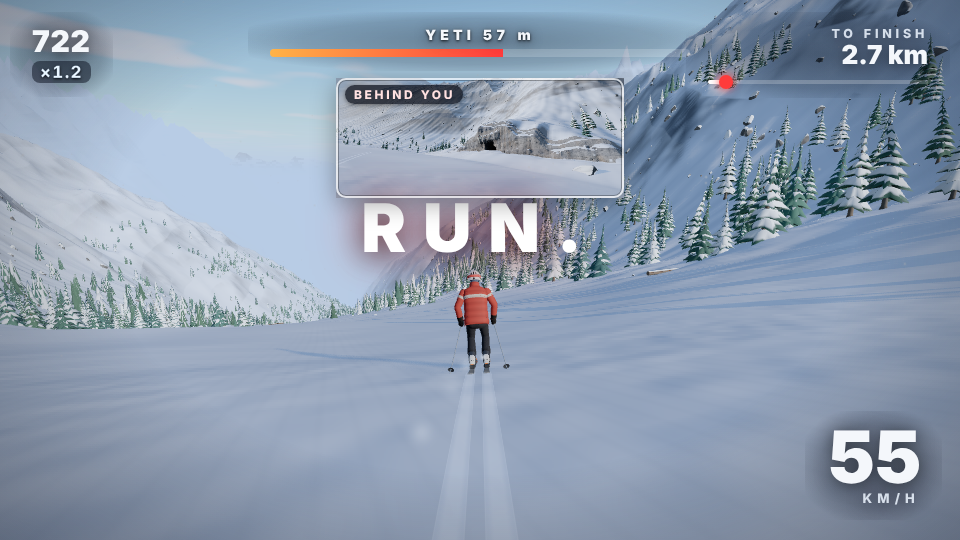 722
×1.2
YETI 57 m
TO FINISH
2.7 km
BEHIND YOU
RUN.
55
KM/H